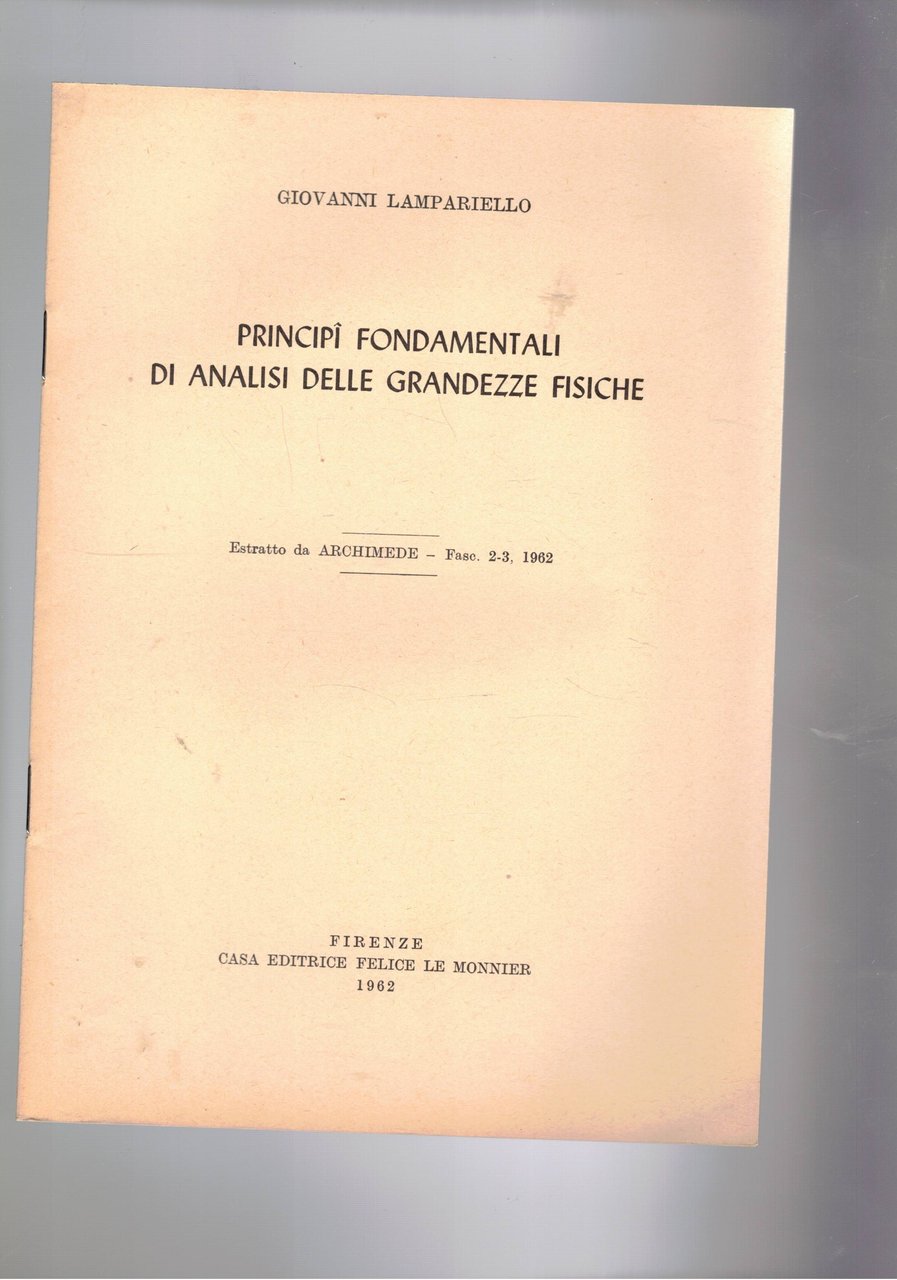 GIOVANNI LAMPARIELLO
PRINCIPÎ FONDAMENTALI
DI ANALISI DELLE GRANDEZZE FISICHE
Estratto da ARCHIMEDE – Fasc. 2-3, 1962
FIRENZE
CASA EDITRICE FELICE LE MONNIER
1962